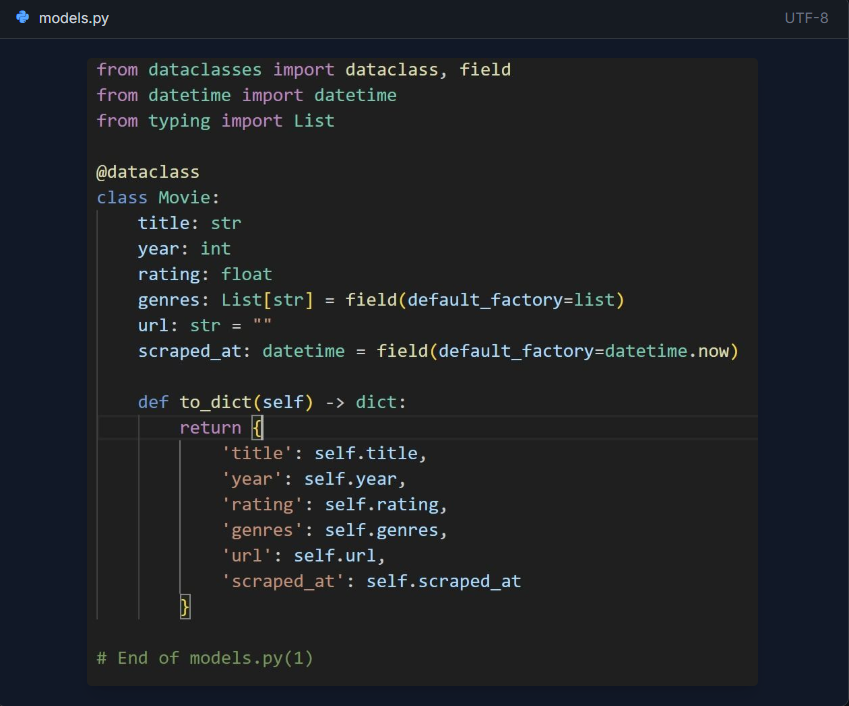 models.py
UTF-8
from dataclasses import dataclass, field
from datetime import datetime
from typing import List

@dataclass
class Movie:
    title: str
    year: int
    rating: float
    genres: List[str] = field(default_factory=list)
    url: str = ""
    scraped_at: datetime = field(default_factory=datetime.now)

    def to_dict(self) -> dict:
        return {
            'title': self.title,
            'year': self.year,
            'rating': self.rating,
            'genres': self.genres,
            'url': self.url,
            'scraped_at': self.scraped_at
        }

# End of models.py(1)